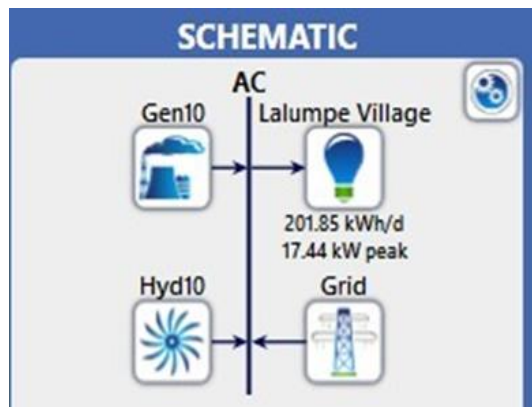 SCHEMATIC
AC
Gen10
Lalumpe Village
201.85 kWh/d
17.44 kW peak
Hyd10
Grid